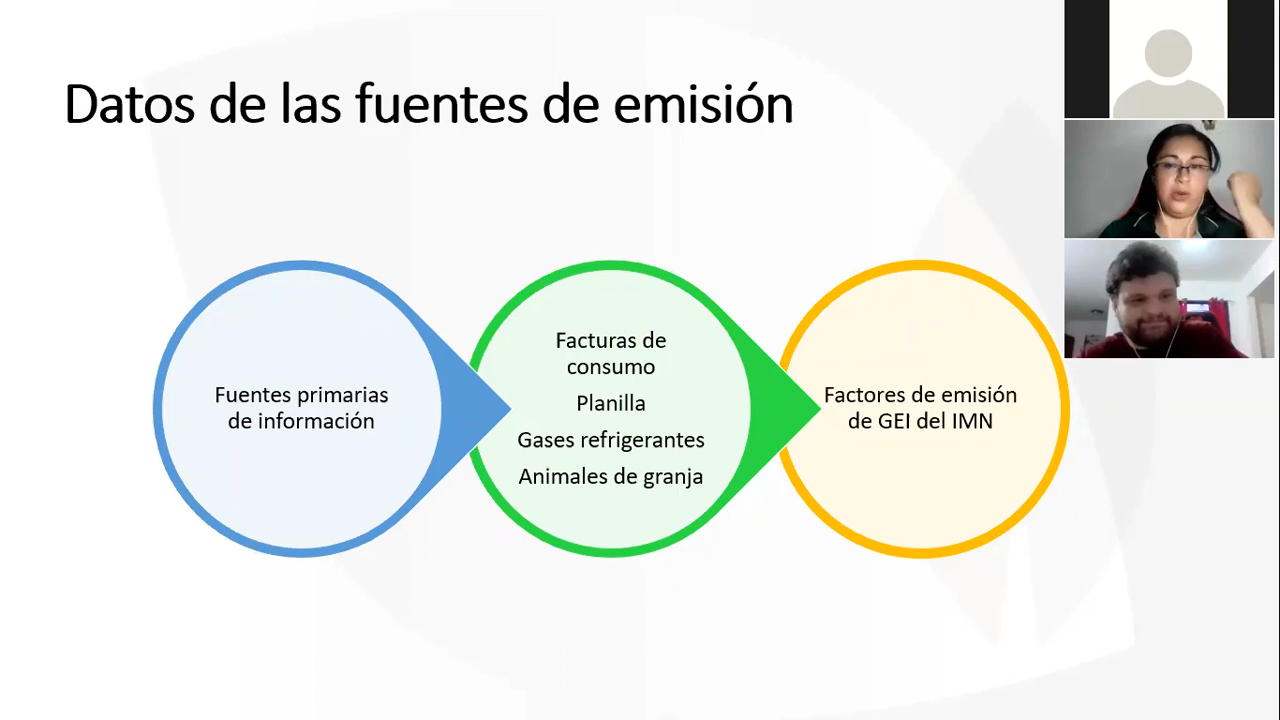 Datos de las fuentes de emisión
Fuentes primarias
de información
Facturas de
consumo
Planilla
Gases refrigerantes
Animales de granja
Factores de emisión
de GEI del IMN